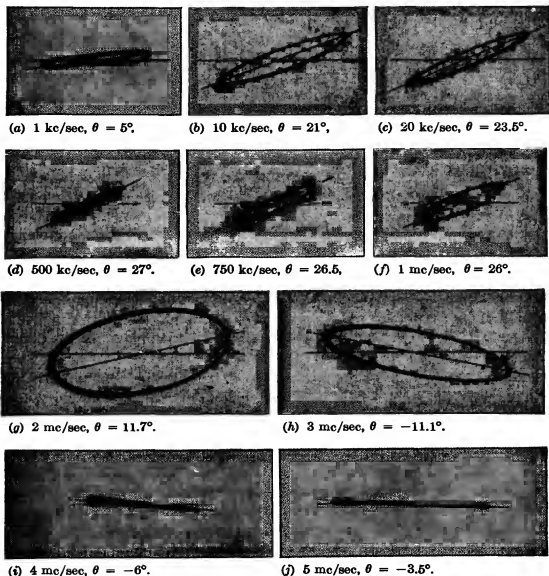 (a) 1 kc/sec, θ = 5°,
(b) 10 kc/sec, θ = 21°,
(c) 20 kc/sec, θ = 23.5°.
(d) 500 kc/sec, θ = 27°.
(e) 750 kc/sec, θ = 26.5,
(f) 1 mc/sec, θ = 26°.
(g) 2 mc/sec, θ = 11.7°.
(h) 3 mc/sec, θ = −11.1°.
(i) 4 mc/sec, θ = −6°.
(j) 5 mc/sec, θ = −3.5°.